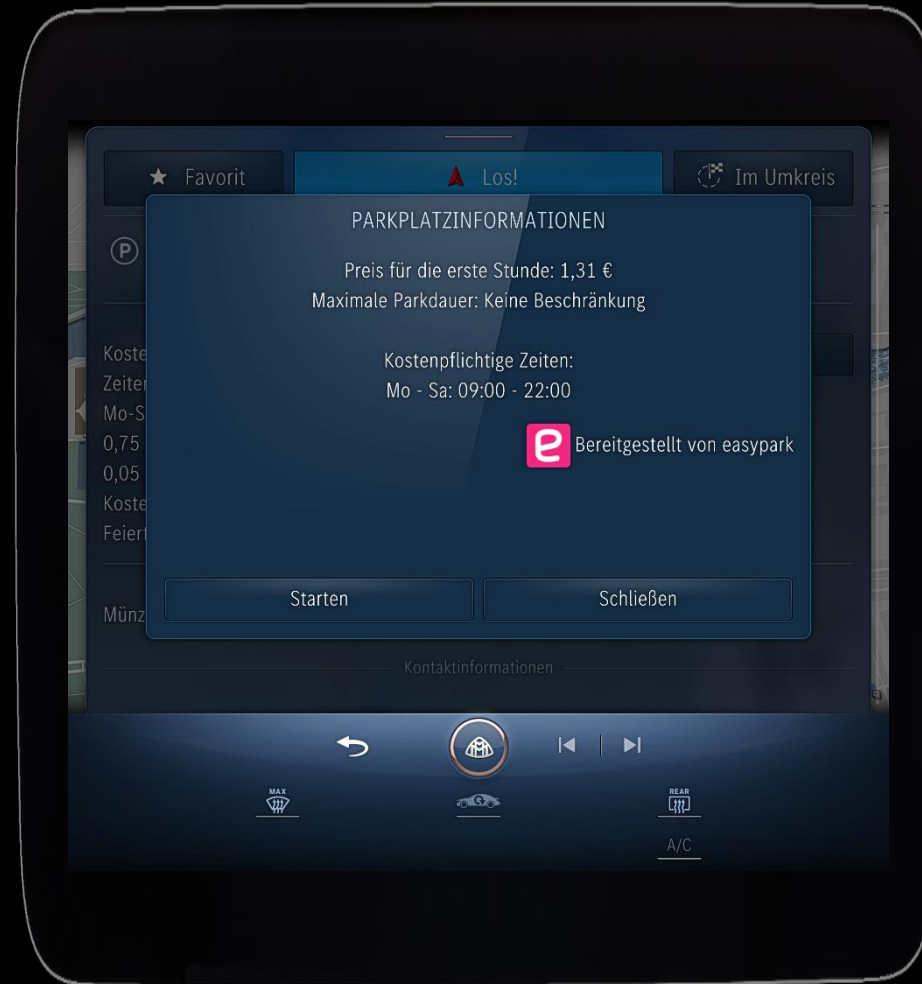 Favorit
Los!
Im Umkreis
PARKPLATZINFORMATIONEN
P
Preis für die erste Stunde: 1,31 €
Maximale Parkdauer: Keine Beschränkung
Kostenpflichtige Zeiten:
Mo - Sa: 09:00 - 22:00
e Bereitgestellt von easypark
Koste
Zeiten
Mo-S
0,75
0,05
Koste
Feiert
Starten
Schließen
Münz
Kontaktinformationen
MAX
REAR
A/C